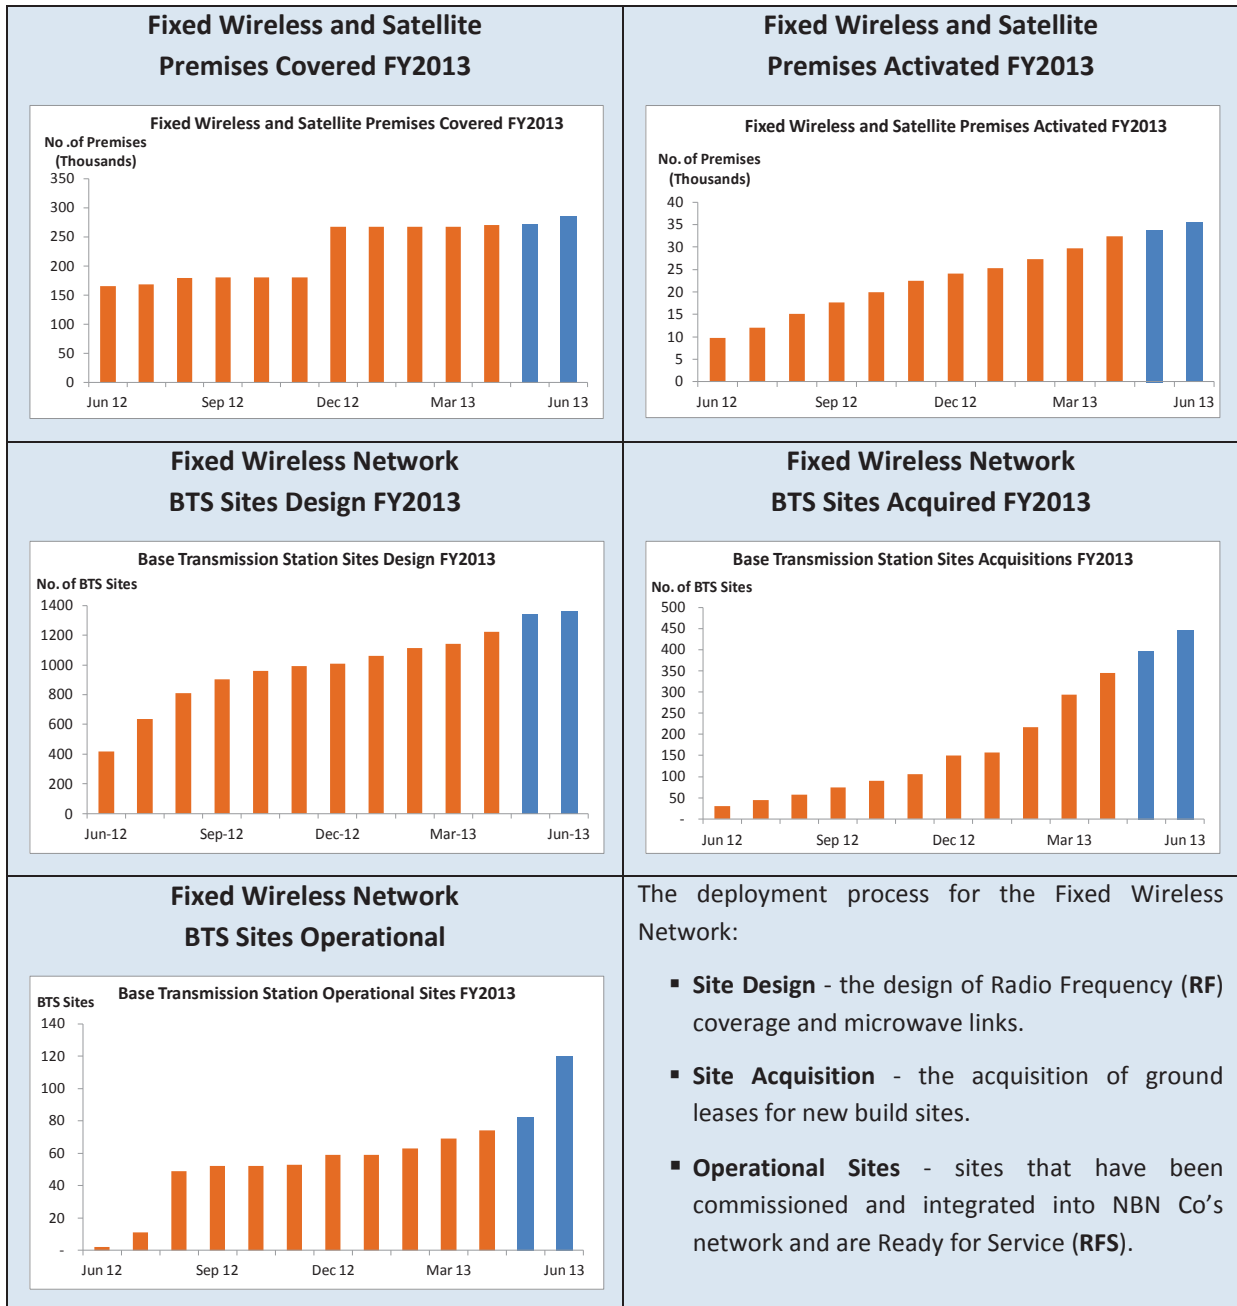 Fixed Wireless and Satellite
Premises Covered FY2013
Fixed Wireless and Satellite Premises Covered FY2013
No .of Premises
(Thousands)
350
300
250
200
150
100
50
0
Jun 12 Sep 12 Dec 12 Mar 13 Jun 13
Fixed Wireless and Satellite
Premises Activated FY2013
Fixed Wireless and Satellite Premises Activated FY2013
No. of Premises
(Thousands)
40
35
30
25
20
15
10
5
0
Jun 12 Sep 12 Dec 12 Mar 13 Jun 13
Fixed Wireless Network
BTS Sites Design FY2013
Base Transmission Station Sites Design FY2013
No. of BTS Sites
1400
1200
1000
800
600
400
200
0
Jun-12 Sep-12 Dec-12 Mar-13 Jun-13
Fixed Wireless Network
BTS Sites Acquired FY2013
Base Transmission Station Sites Acquisitions FY2013
No. of BTS Sites
500
450
400
350
300
250
200
150
100
50
-
Jun 12 Sep 12 Dec 12 Mar 13 Jun 13
Fixed Wireless Network
BTS Sites Operational
Base Transmission Station Operational Sites FY2013
BTS Sites
140
120
100
80
60
40
20
-
Jun 12 Sep 12 Dec 12 Mar 13 Jun 13
The deployment process for the Fixed Wireless
Network:
▪ Site Design - the design of Radio Frequency (RF)
coverage and microwave links.
▪ Site Acquisition - the acquisition of ground
leases for new build sites.
▪ Operational Sites - sites that have been
commissioned and integrated into NBN Co’s
network and are Ready for Service (RFS).